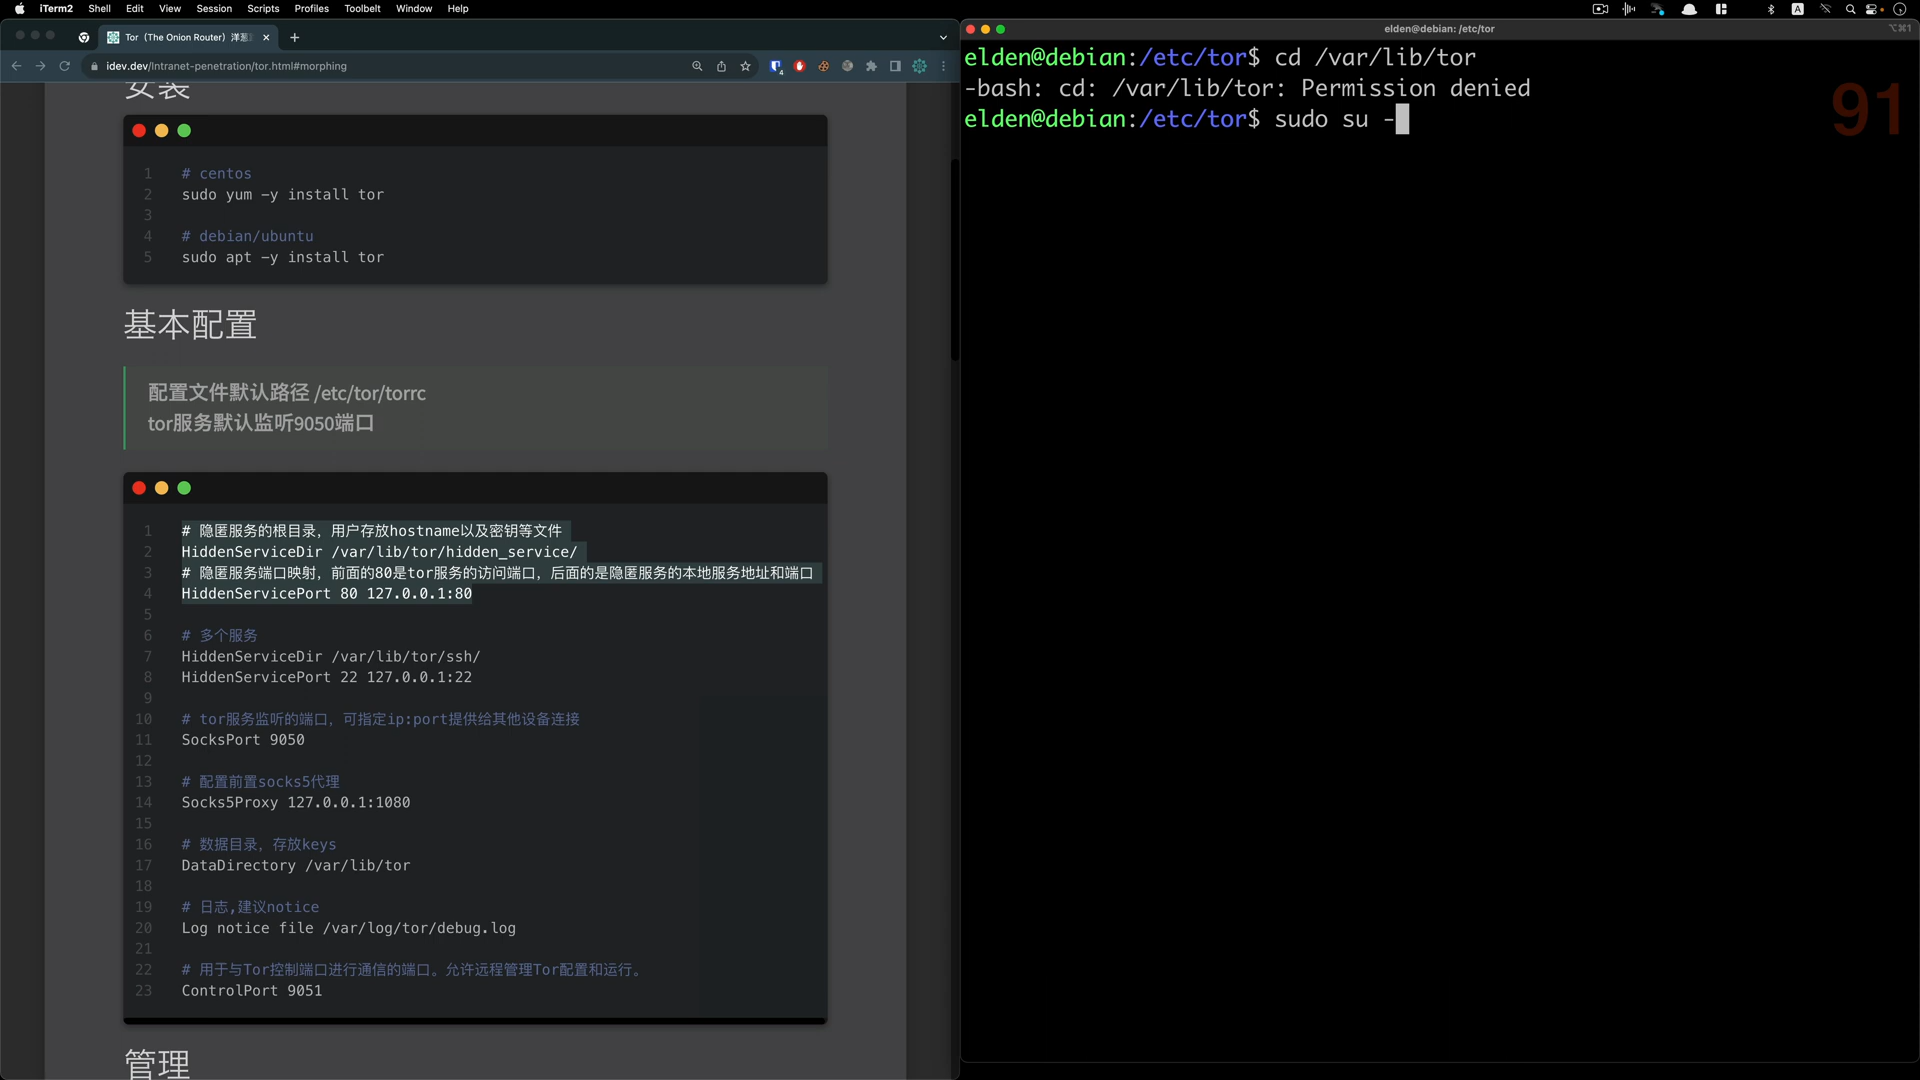 iTerm2 Shell Edit View Session Scripts Profiles Toolbelt Window Help
Tor（The Onion Router）洋葱
idev.dev/Intranet-penetration/tor.html#morphing
安装
1 # centos
2 sudo yum -y install tor
3
4 # debian/ubuntu
5 sudo apt -y install tor
基本配置
配置文件默认路径 /etc/tor/torrc
tor服务默认监听9050端口
1 # 隐匿服务的根目录，用户存放hostname以及密钥等文件
2 HiddenServiceDir /var/lib/tor/hidden_service/
3 # 隐匿服务端口映射，前面的80是tor服务的访问端口，后面的是隐匿服务的本地服务地址和端口
4 HiddenServicePort 80 127.0.0.1:80
5
6 # 多个服务
7 HiddenServiceDir /var/lib/tor/ssh/
8 HiddenServicePort 22 127.0.0.1:22
9
10 # tor服务监听的端口，可指定ip:port提供给其他设备连接
11 SocksPort 9050
12
13 # 配置前置socks5代理
14 Socks5Proxy 127.0.0.1:1080
15
16 # 数据目录，存放keys
17 DataDirectory /var/lib/tor
18
19 # 日志,建议notice
20 Log notice file /var/log/tor/debug.log
21
22 # 用于与Tor控制端口进行通信的端口。允许远程管理Tor配置和运行。
23 ControlPort 9051
管理
elden@debian: /etc/tor
⌥⌘1
elden@debian:/etc/tor$ cd /var/lib/tor
-bash: cd: /var/lib/tor: Permission denied
elden@debian:/etc/tor$ sudo su -
91